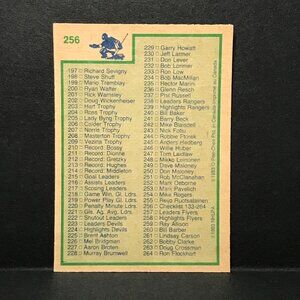 256
197 □ Richard Sevigny
198 □ Steve Shutt
199 □ Mario Tremblay
200 □ Ryan Walter
201 □ Rick Wamsley
202 □ Doug Wickenheiser
203 □ Hart Trophy
204 □ Ross Trophy
205 □ Lady Byng Trophy
206 □ Calder Trophy
207 □ Norris Trophy
208 □ Masterton Trophy
209 □ Vezina Trophy
210 □ Record: Bossy
211 □ Record: Dionne
212 □ Record: Gretzky
213 □ Record: Hughes
214 □ Record: Middleton
215 □ Goal Leaders
216 □ Assists Leaders
217 □ Scoring Leaders
218 □ Game Win. Gl. Ldrs.
219 □ Power Play Gl. Ldrs.
220 □ Penalty Minute Ldrs.
221 □ Gls. Ag. Avg. Ldrs.
222 □ Shutout Leaders
223 □ Leaders Devils
224 □ Highlights Devils
225 □ Brent Ashton
226 □ Mel Bridgman
227 □ Aaron Broten
228 □ Murray Brumwell
229 □ Garry Howatt
230 □ Jeff Larmer
231 □ Don Lever
232 □ Bob Lorimer
233 □ Ron Low
234 □ Bob MacMillan
235 □ Hector Marini
236 □ Glenn Resch
237 □ Phil Russell
238 □ Leaders Rangers
239 □ Highlights Rangers
240 □ Bill Baker
241 □ Barry Beck
242 □ Mike Blaisdell
243 □ Nick Fotiu
244 □ Robbie Ftorek
245 □ Anders Hedberg
246 □ Willie Huber
247 □ Tom Laidlaw
248 □ Mikko Leinonen
249 □ Dave Maloney
250 □ Don Maloney
251 □ Rob McClanahan
252 □ Ed Mio
253 □ Mark Pavelich
254 □ Mike Rogers
255 □ Reijo Ruotsalainen
256 □ Checklist 133-264
257 □ Leaders Flyers
258 □ Highlights Flyers
259 □ Ray Allison
260 □ Bill Barber
261 □ Lindsay Carson
262 □ Bobby Clarke
263 □ Doug Crossman
264 □ Ron Flockhart